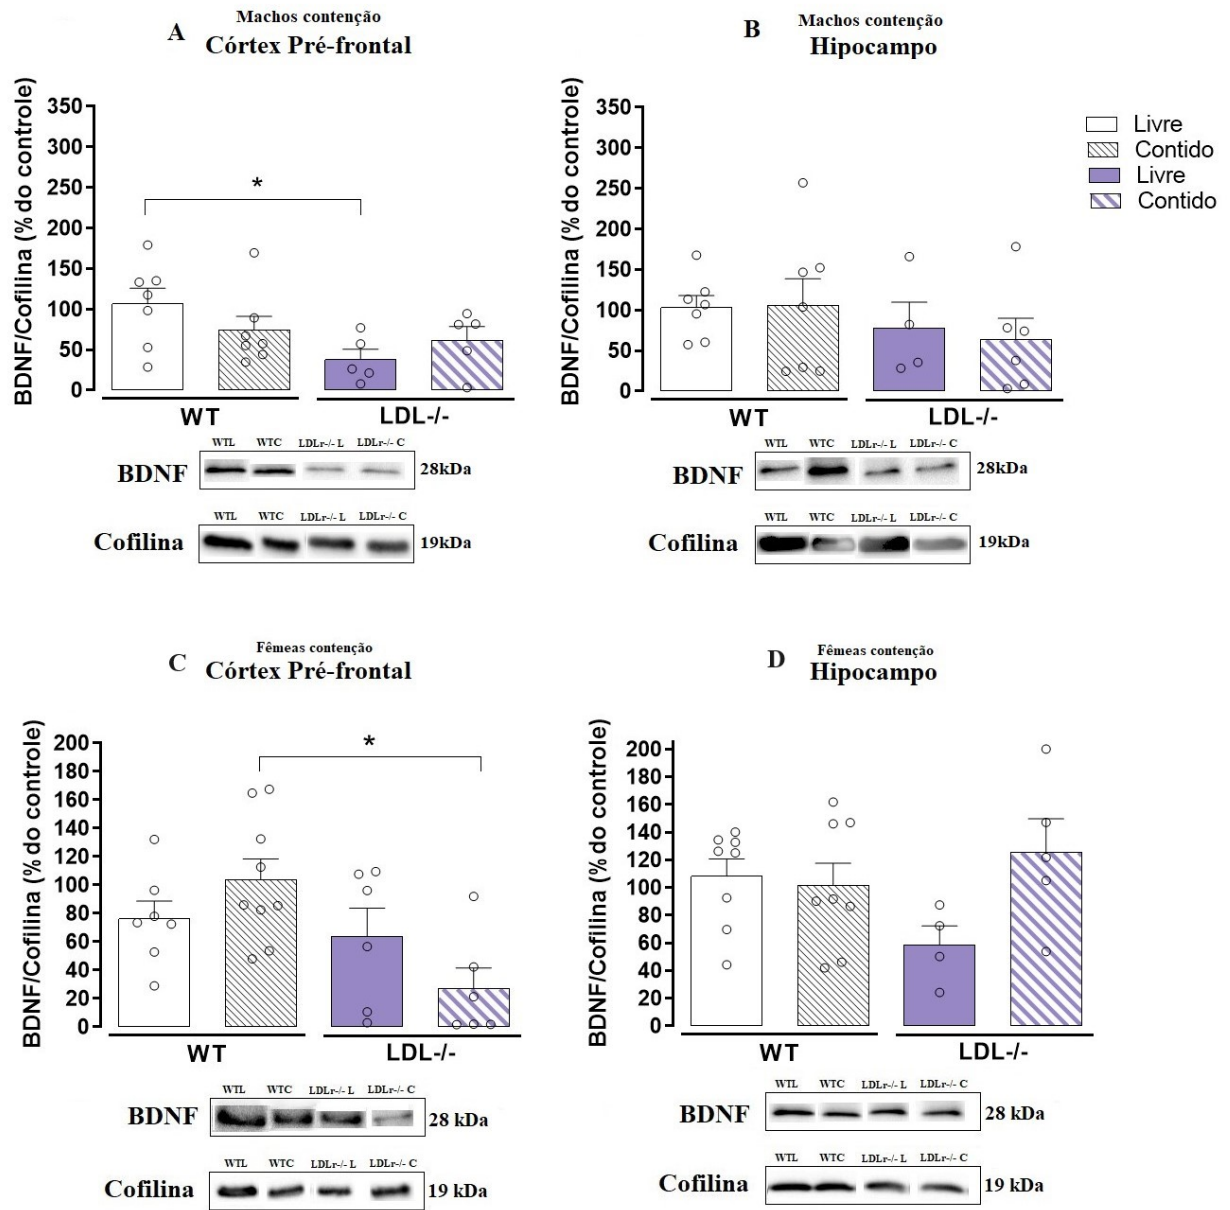 A
Machos contenção
Córtex Pré-frontal
BDNF/Cofilina (% do controle)
350
300
250
200
150
100
50
0
*
WT
LDL-/-
WTL WTC LDLr-/- L LDLr-/- C
BDNF
28kDa
WTL WTC LDLr-/- L LDLr-/- C
Cofilina
19kDa
B
Machos contenção
Hipocampo
BDNF/Cofilina (% do controle)
350
300
250
200
150
100
50
0
WT
LDL-/-
WTL WTC LDLr-/- L LDLr-/- C
BDNF
28kDa
WTL WTC LDLr-/- L LDLr-/- C
Cofilina
19kDa
Livre
Contido
Livre
Contido
C
Fêmeas contenção
Córtex Pré-frontal
BDNF/Cofilina (% do controle)
200
180
160
140
120
100
80
60
40
20
0
*
WT
LDL-/-
WTL WTC LDLr-/- L LDLr-/- C
BDNF
28 kDa
WTL WTC LDLr-/- L LDLr-/- C
Cofilina
19 kDa
D
Fêmeas contenção
Hipocampo
BDNF/Cofilina (% do controle)
200
180
160
140
120
100
80
60
40
20
0
WT
LDL-/-
WTL WTC LDLr-/- L LDLr-/- C
BDNF
28 kDa
WTL WTC LDLr-/- L LDLr-/- C
Cofilina
19 kDa